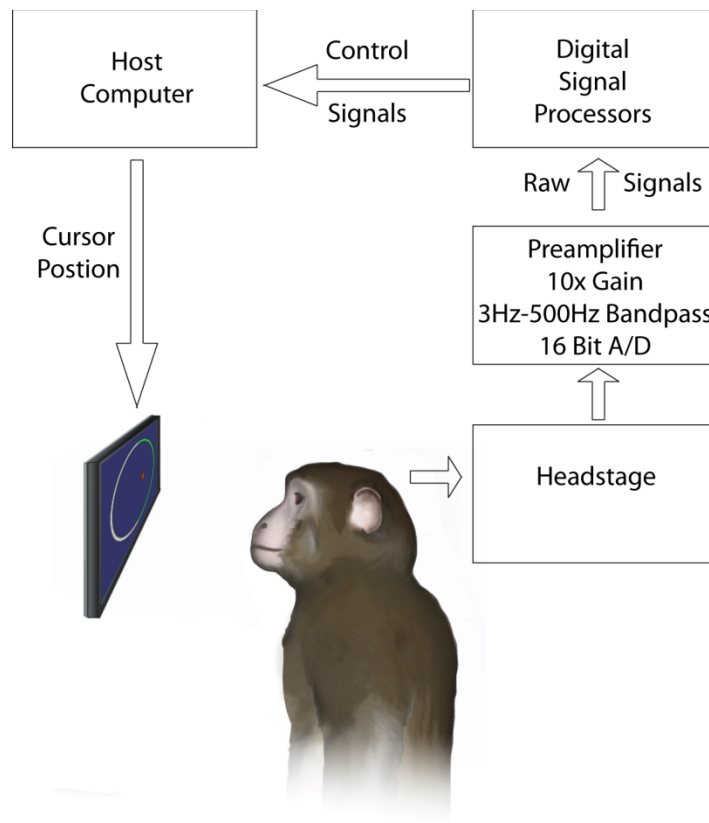 Host
Computer
Control
Signals
Digital
Signal
Processors
Raw Signals
Cursor
Postion
Preamplifier
10x Gain
3Hz-500Hz Bandpass
16 Bit A/D
Headstage